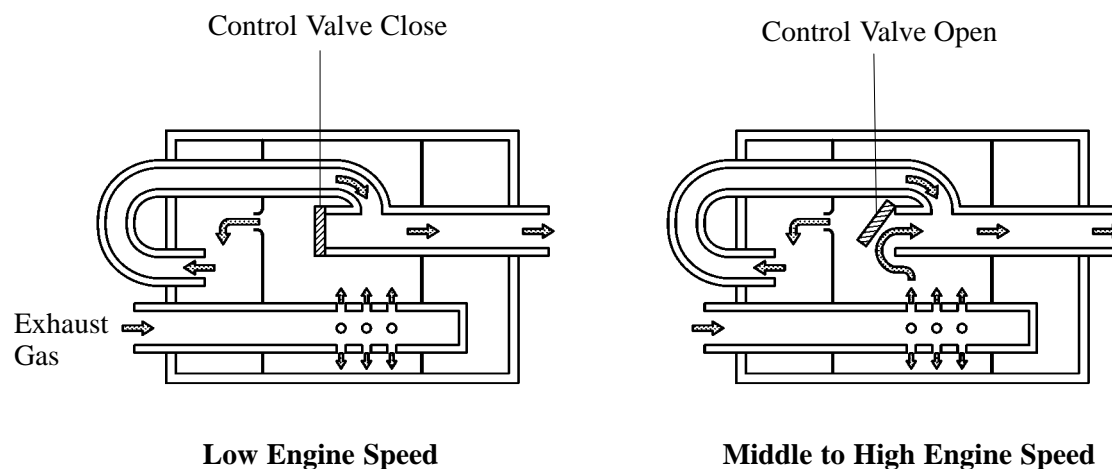 Control Valve Close
Control Valve Open
Exhaust
Gas
Low Engine Speed
Middle to High Engine Speed